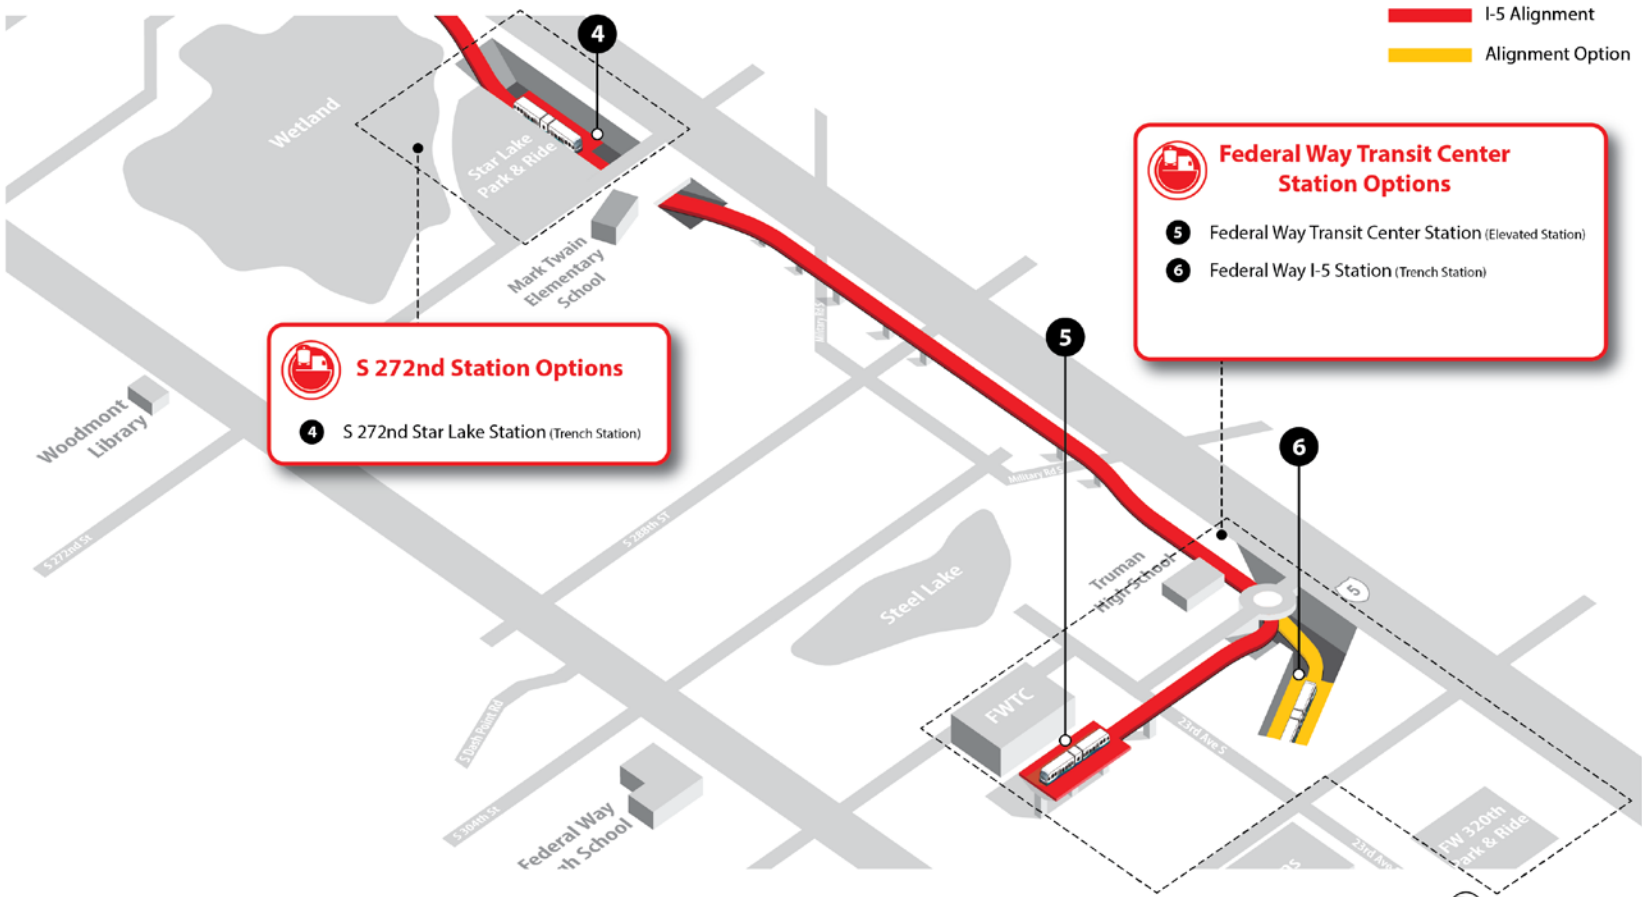 I-5 Alignment
Alignment Option
4
Wetland
Star Lake
Park & Ride
Mark Twain
Elementary
School
Federal Way Transit Center
Station Options
5 Federal Way Transit Center Station (Elevated Station)
6 Federal Way I-5 Station (Trench Station)
S 272nd Station Options
4 S 272nd Star Lake Station (Trench Station)
Military Rd S
5
6
Woodmont
Library
S 272nd St
S 288th ST
Military Rd S
Steel Lake
Truman
High School
5
FWTC
23rd Ave S
S Dash Point Rd
S 304th St
Federal Way
gh School
FW 320th
Park & Ride
23rd Ave